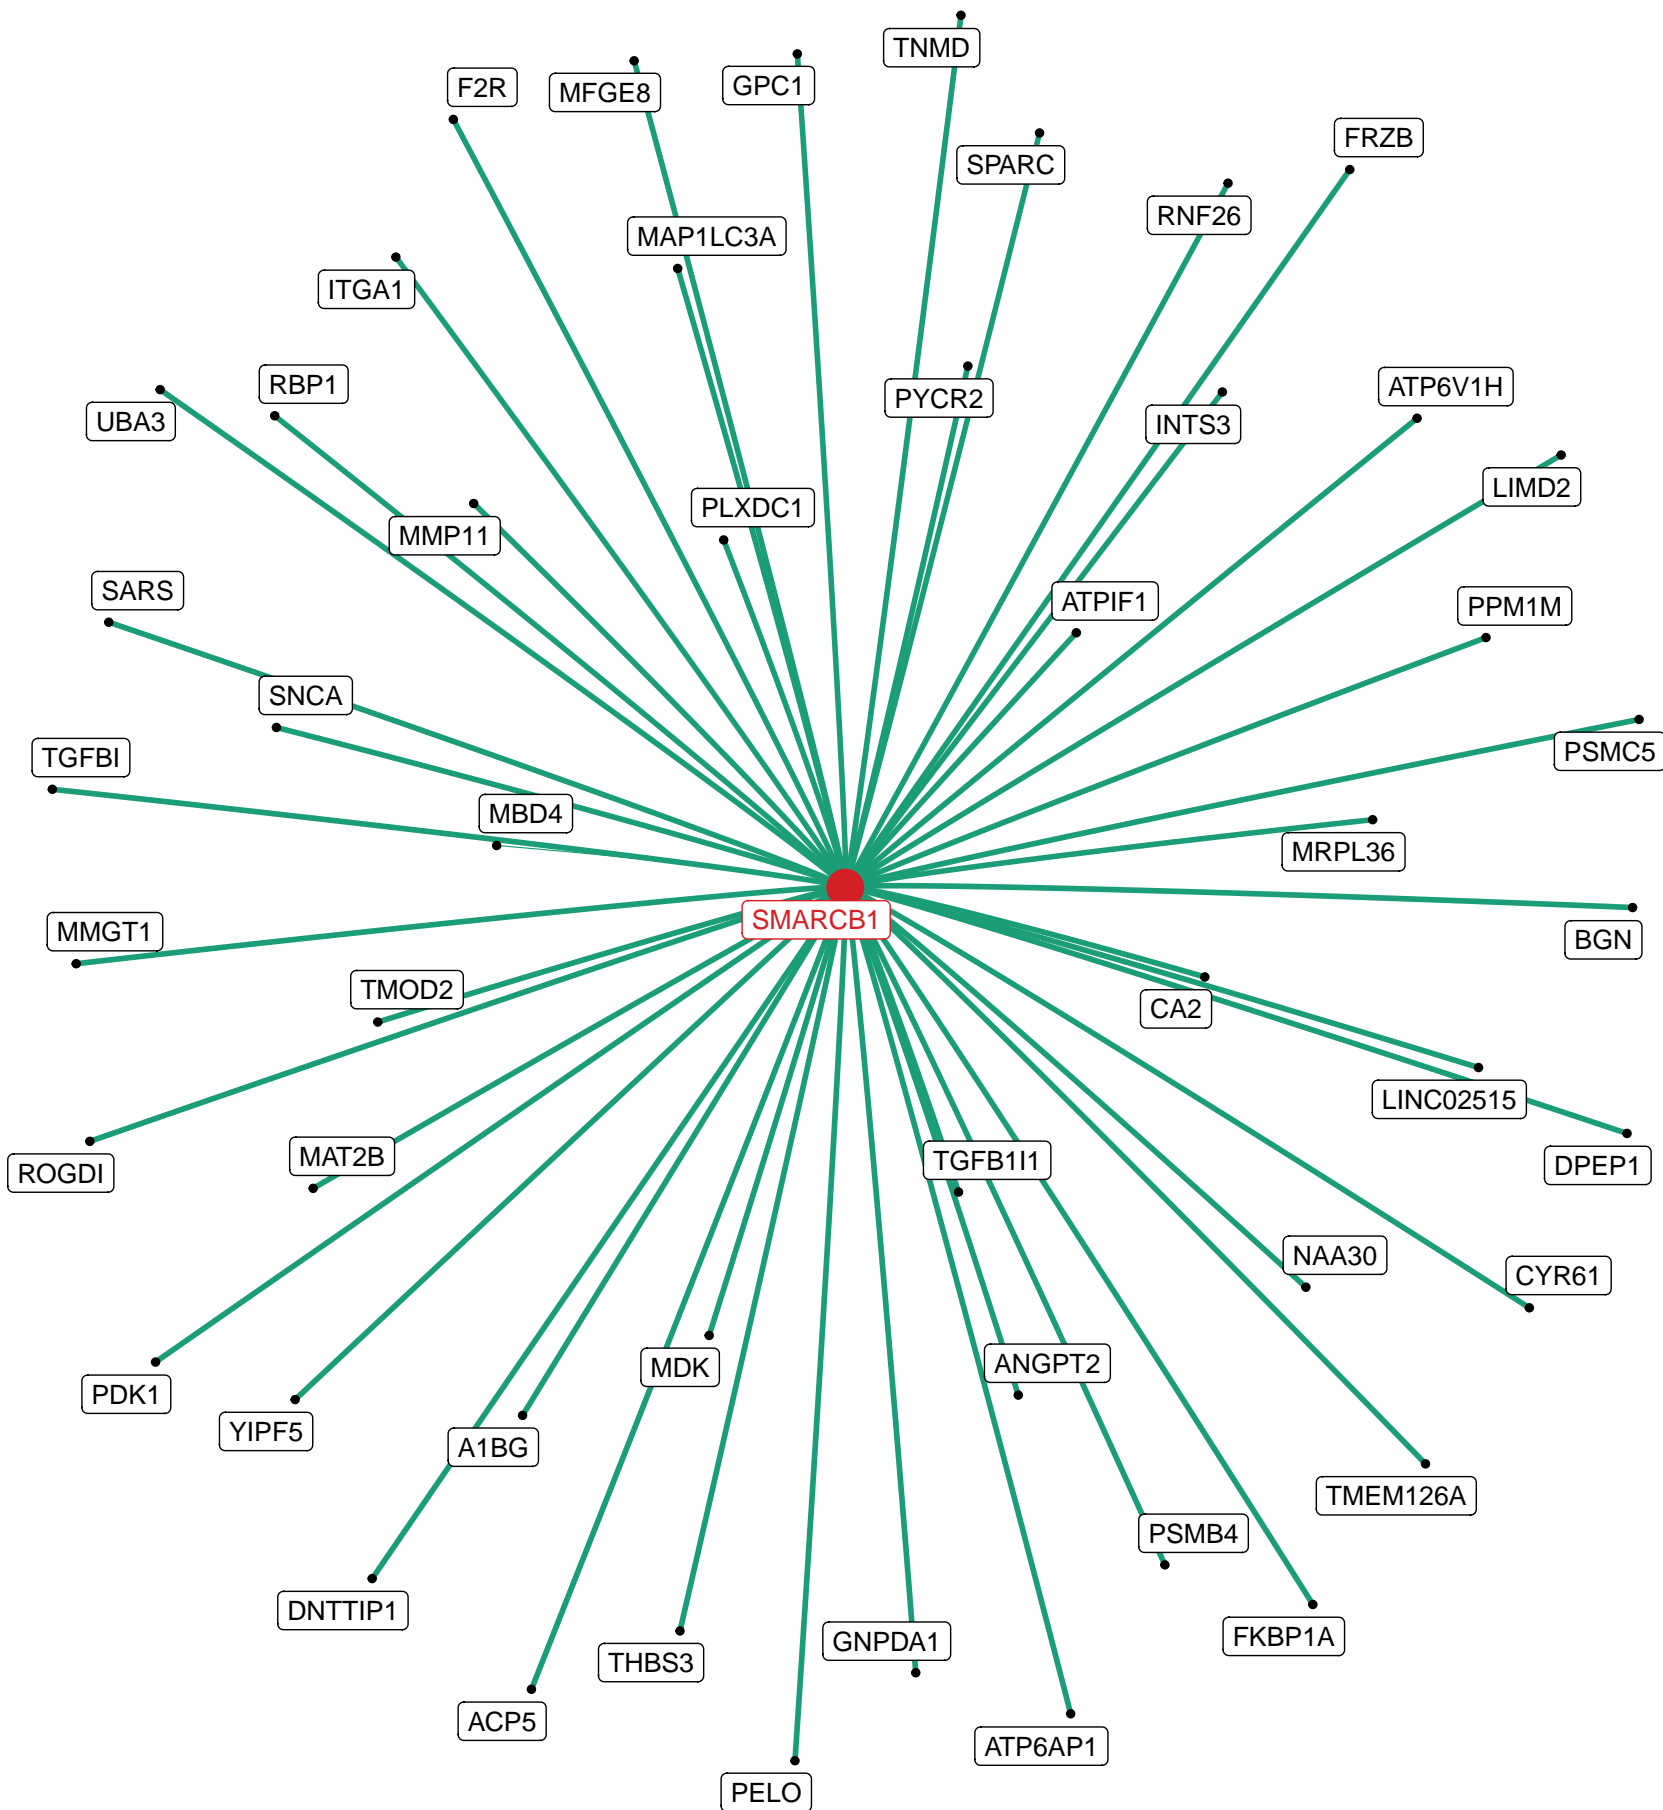 TNMD
F2R
MFGE8
GPC1
FRZB
SPARC
RNF26
MAP1LC3A
ITGA1
RBP1
PYCR2
ATP6V1H
UBA3
INTS3
LIMD2
PLXDC1
MMP11
SARS
ATPIF1
PPM1M
SNCA
TGFBI
PSMC5
MBD4
MRPL36
SMARCB1
MMGT1
BGN
TMOD2
CA2
LINC02515
MAT2B
TGFB1I1
DPEP1
ROGDI
NAA30
CYR61
MDK
ANGPT2
PDK1
YIPF5
A1BG
TMEM126A
PSMB4
DNTTIP1
GNPDA1
FKBP1A
THBS3
ACP5
ATP6AP1
PELO